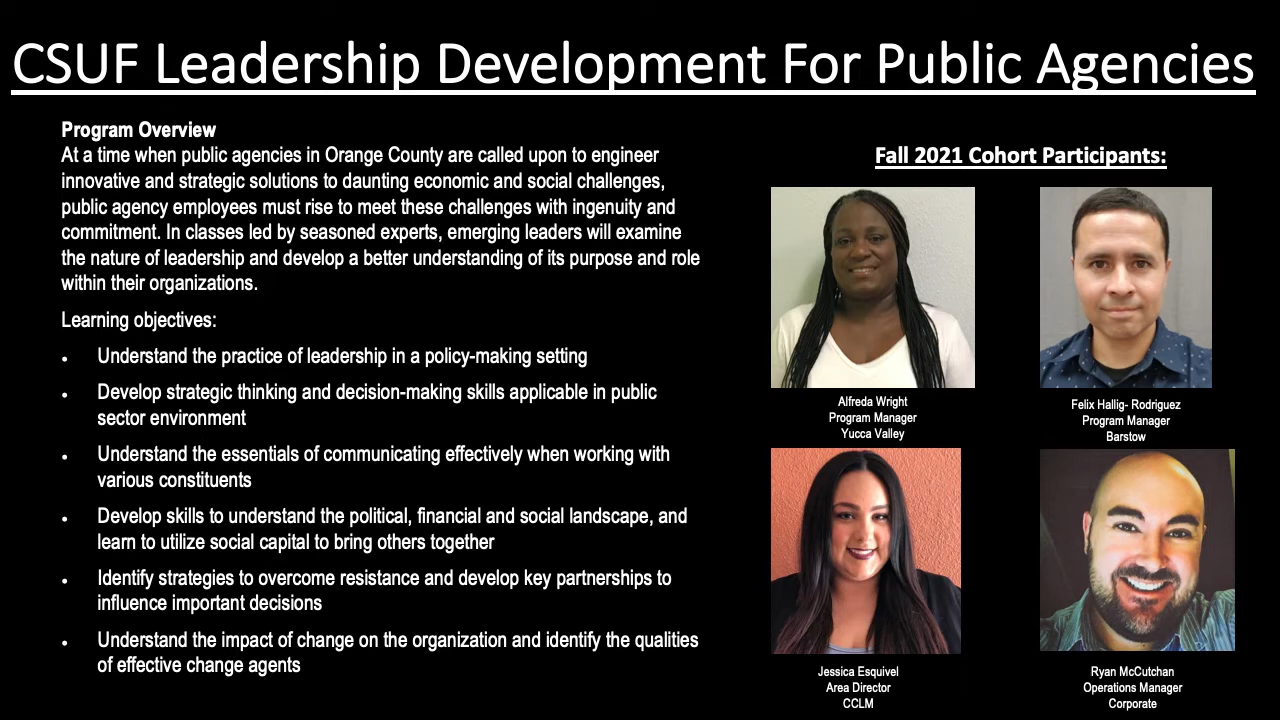 CSUF Leadership Development For Public Agencies
Program Overview
At a time when public agencies in Orange County are called upon to engineer
innovative and strategic solutions to daunting economic and social challenges,
public agency employees must rise to meet these challenges with ingenuity and
commitment. In classes led by seasoned experts, emerging leaders will examine
the nature of leadership and develop a better understanding of its purpose and role
within their organizations.
Learning objectives:
• Understand the practice of leadership in a policy-making setting
• Develop strategic thinking and decision-making skills applicable in public
sector environment
• Understand the essentials of communicating effectively when working with
various constituents
• Develop skills to understand the political, financial and social landscape, and
learn to utilize social capital to bring others together
• Identify strategies to overcome resistance and develop key partnerships to
influence important decisions
• Understand the impact of change on the organization and identify the qualities
of effective change agents
Fall 2021 Cohort Participants:
Alfreda Wright
Program Manager
Yucca Valley
Felix Hallig- Rodriguez
Program Manager
Barstow
Jessica Esquivel
Area Director
CCLM
Ryan McCutchan
Operations Manager
Corporate